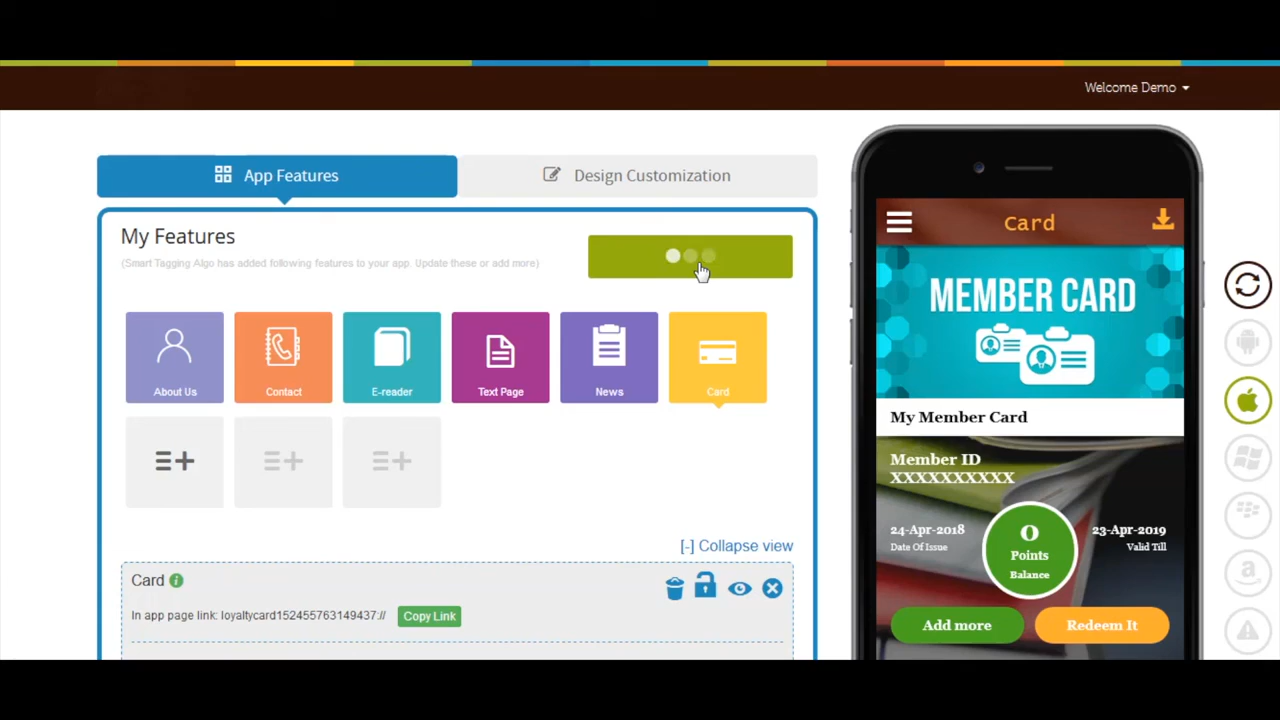 Welcome Demo
App Features
Design Customization
My Features
(Smart Tagging Algo has added following features to your app. Update these or add more)
About Us
Contact
E-reader
Text Page
News
Card
[-] Collapse view
Card
In app page link: loyaltycard152455763149437://
Copy Link
Card
MEMBER CARD
My Member Card
Member ID
XXXXXXXXXX
24-Apr-2018
Date Of Issue
0
Points
Balance
23-Apr-2019
Valid Till
Add more
Redeem It